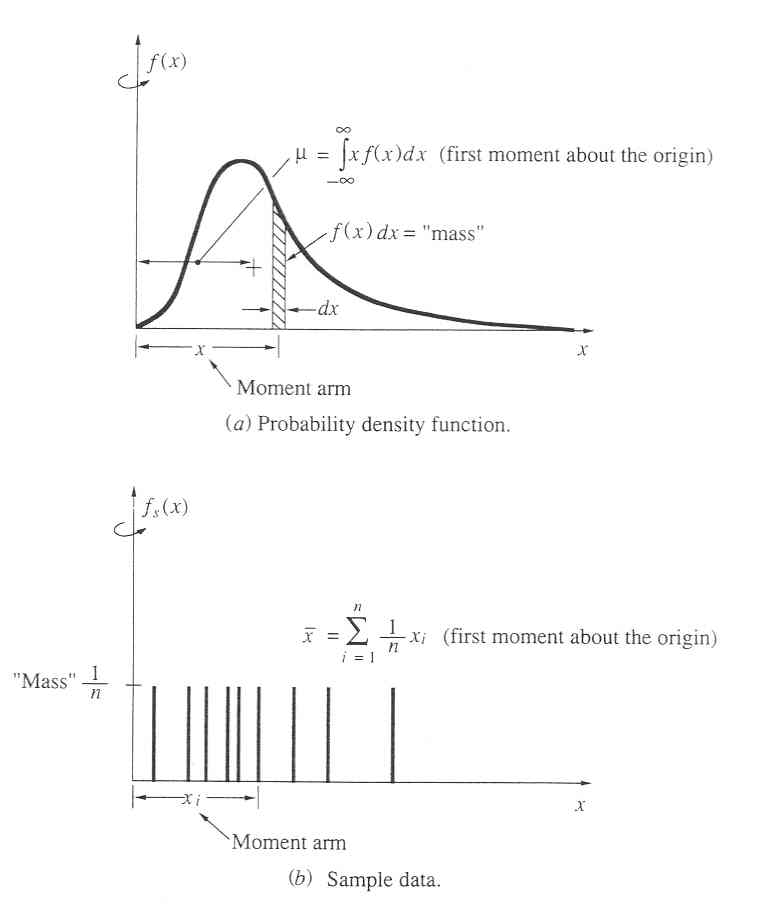 f(x)
μ = ∫ x f(x)dx (first moment about the origin)
∞
−∞
f(x) dx = "mass"
+
dx
x
x
Moment arm
(a) Probability density function.
f_s(x)
x̄ = ∑ 1/n x_i (first moment about the origin)
n
i = 1
"Mass" 1/n
x_i
x
Moment arm
(b) Sample data.